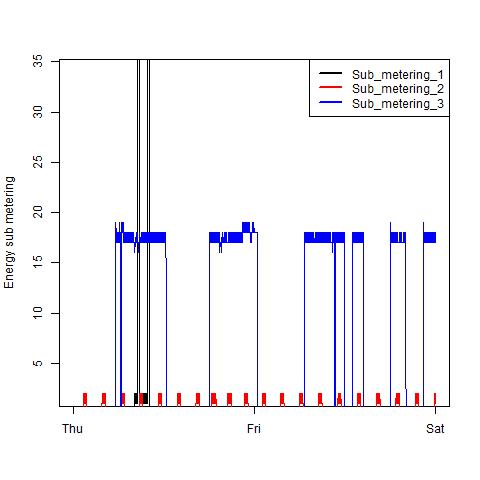 Sub_metering_1
Sub_metering_2
Sub_metering_3
Energy sub metering
35
30
25
20
15
10
5
Thu Fri Sat